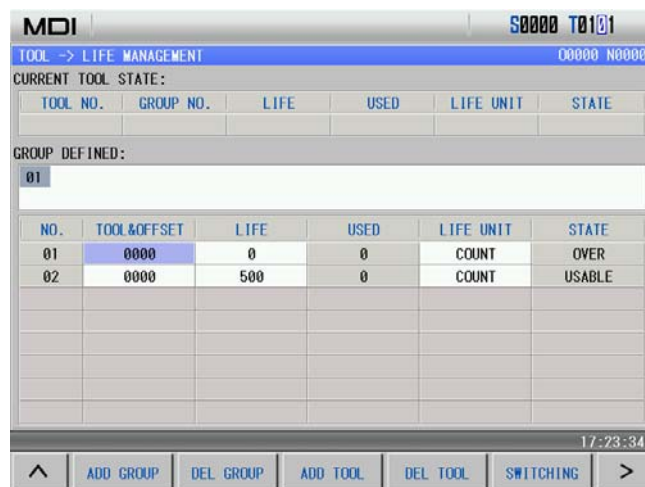 MDI S0000 T0101
TOOL -> LIFE MANAGEMENT O0000 N0000
CURRENT TOOL STATE:
TOOL NO. GROUP NO. LIFE USED LIFE UNIT STATE
GROUP DEFINED:
01
NO. TOOL&OFFSET LIFE USED LIFE UNIT STATE
01 0000 0 0 COUNT OVER
02 0000 500 0 COUNT USABLE
17:23:34
^ ADD GROUP DEL GROUP ADD TOOL DEL TOOL SWITCHING >